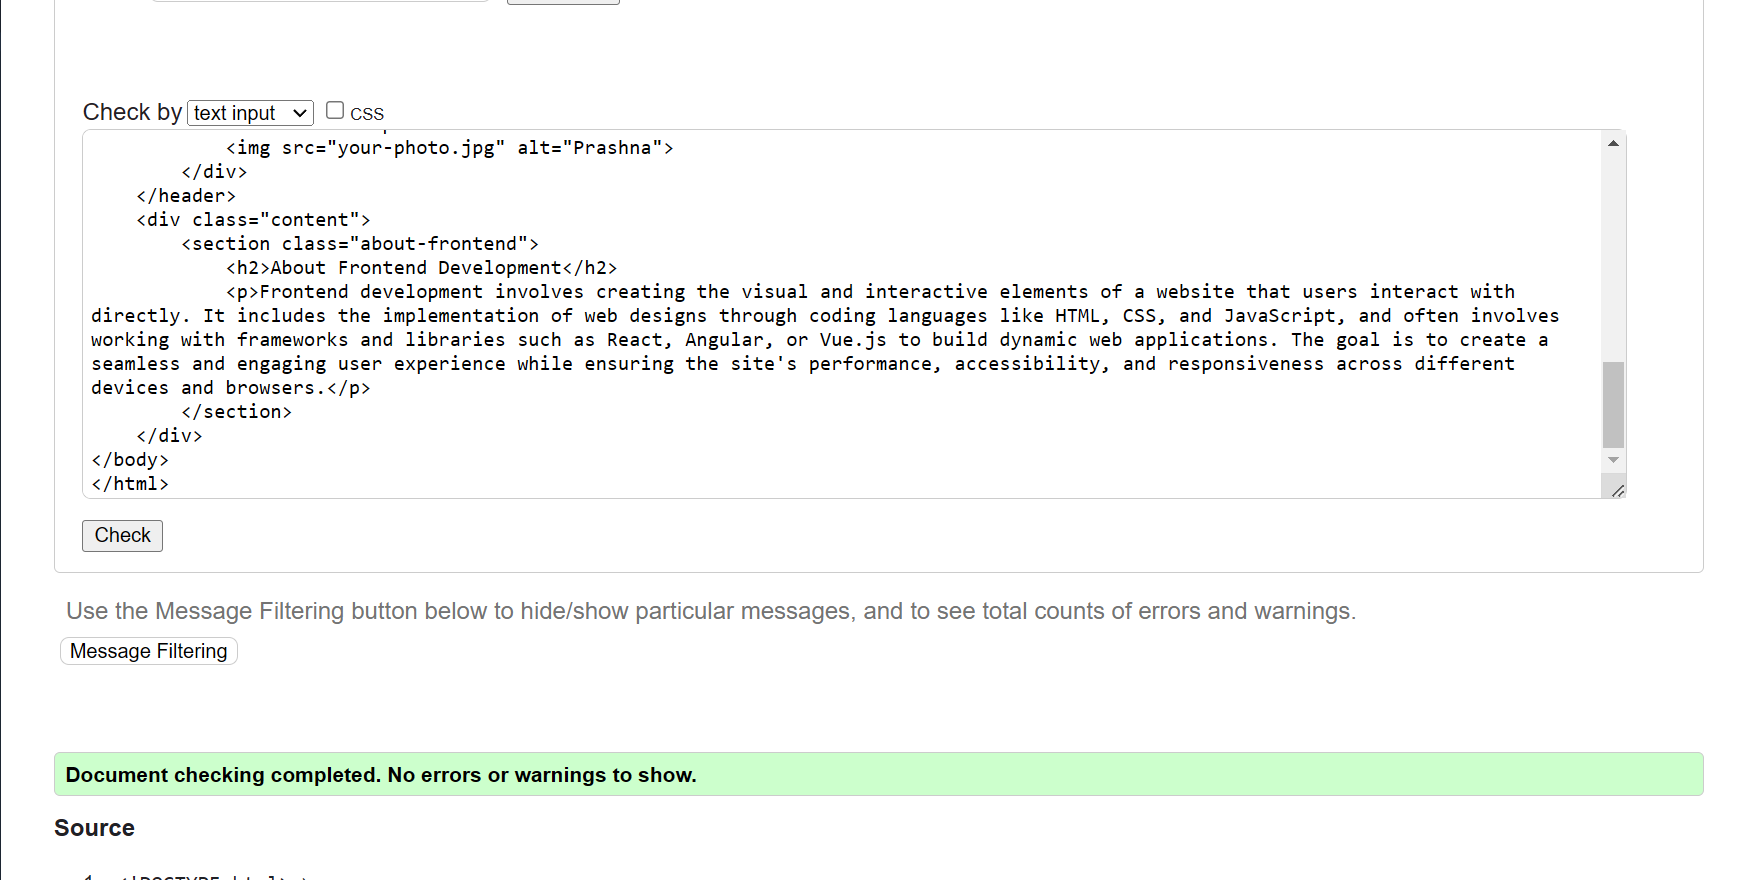 Check by text input CSS
<img src="your-photo.jpg" alt="Prashna">
</div>
</header>
<div class="content">
<section class="about-frontend">
<h2>About Frontend Development</h2>
<p>Frontend development involves creating the visual and interactive elements of a website that users interact with
directly. It includes the implementation of web designs through coding languages like HTML, CSS, and JavaScript, and often involves
working with frameworks and libraries such as React, Angular, or Vue.js to build dynamic web applications. The goal is to create a
seamless and engaging user experience while ensuring the site's performance, accessibility, and responsiveness across different
devices and browsers.</p>
</section>
</div>
</body>
</html>
Check
Use the Message Filtering button below to hide/show particular messages, and to see total counts of errors and warnings.
Message Filtering
Document checking completed. No errors or warnings to show.
Source